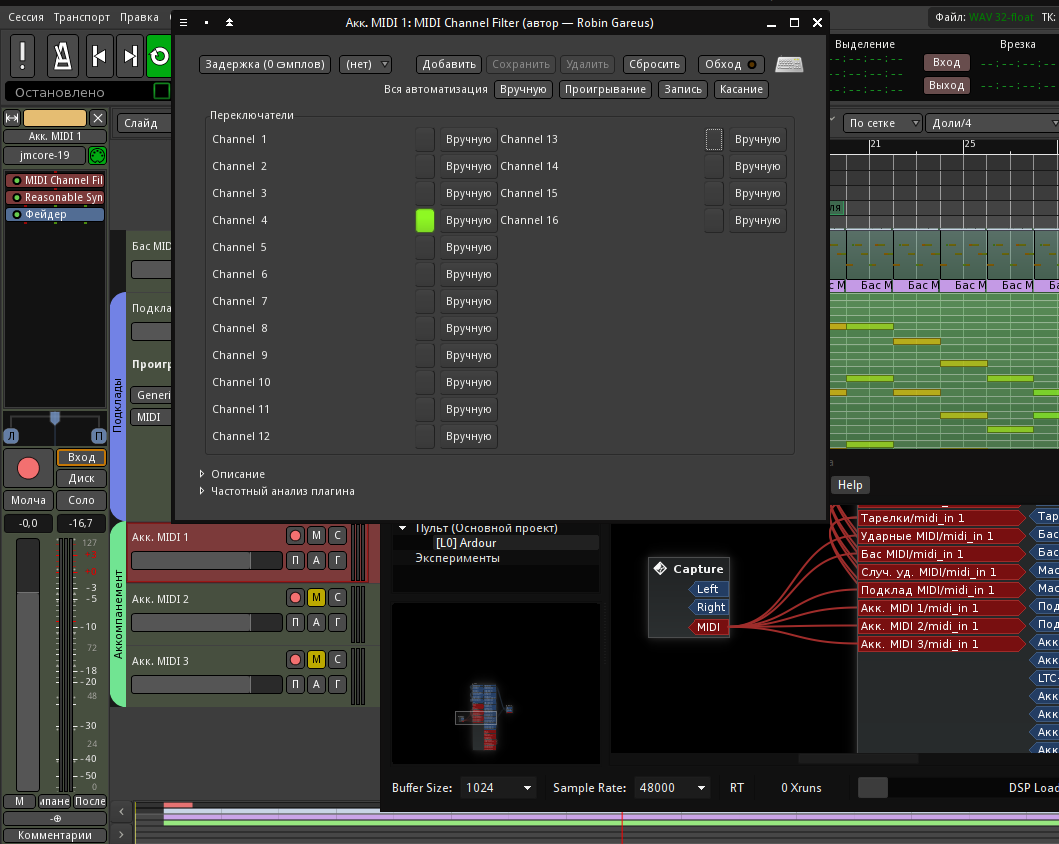 Сессия Транспорт Правка
Акк. MIDI 1: MIDI Channel Filter (автор — Robin Gareus)
Файл: WAV 32-float ТК:
Выделение Врезка
Вход
Выход
Остановлено
Задержка (0 сэмплов) (нет) Добавить Сохранить Удалить Сбросить Обход
Вся автоматизация Вручную Проигрывание Запись Касание
Переключатели
Channel 1 Вручную Channel 13 Вручную
Channel 2 Вручную Channel 14 Вручную
Channel 3 Вручную Channel 15 Вручную
Channel 4 Вручную Channel 16 Вручную
Channel 5 Вручную
Channel 6 Вручную
Channel 7 Вручную
Channel 8 Вручную
Channel 9 Вручную
Channel 10 Вручную
Channel 11 Вручную
Channel 12 Вручную
Описание
Частотный анализ плагина
Акк. MIDI 1
jmcore-19
MIDI Channel Fil
Reasonable Syn
Фейдер
Слайд
По сетке Доли/4
21 25
Бас MID
Подкла
Проигр
Generi
MIDI
Подклады
Бас М Бас М Бас М Бас М
Л П
Вход
Диск
Молча Соло
-0,0 -16,7
127
-3
-5
-10
72
-18
-20
48
-30
24
-40
-50
0
М ипане После
-⊕
Комментарии
Аккомпанемент
Акк. MIDI 1 М С
П А Г
Акк. MIDI 2 М С
П А Г
Акк. MIDI 3 М С
П А Г
Help
Пульт (Основной проект)
[L0] Ardour
Эксперименты
Capture
Left
Right
MIDI
Тарелки/midi_in 1
Ударные MIDI/midi_in 1
Бас MIDI/midi_in 1
Случ. уд. MIDI/midi_in 1
Подклад MIDI/midi_in 1
Акк. MIDI 1/midi_in 1
Акк. MIDI 2/midi_in 1
Акк. MIDI 3/midi_in 1
Тар
Бас
Бас
Мас
Мас
Под
Под
Акк
Акк
LTC-
Акк
Акк
Акк
Акк
Buffer Size: 1024 Sample Rate: 48000 RT 0 Xruns DSP Load